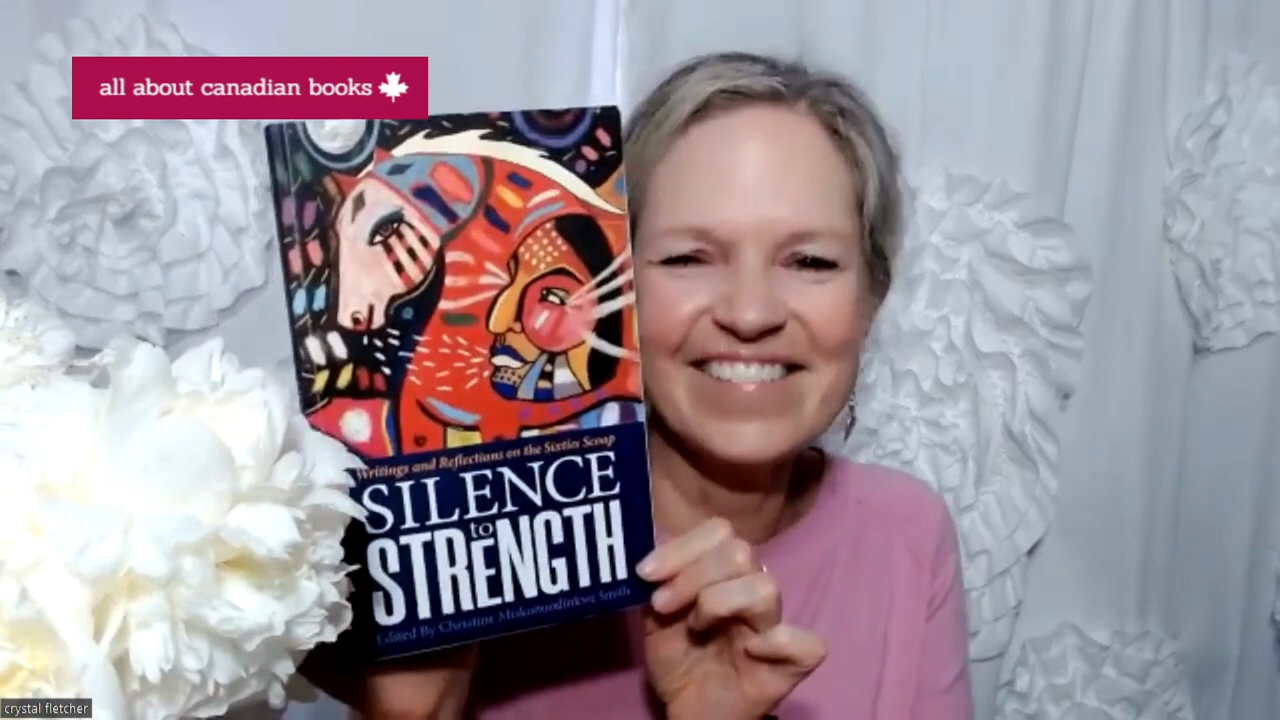 all about canadian books
Writings and Reflections on the Sixties Scoop
SILENCE
to
STRENGTH
Edited By Christine Miskonoodinkwe Smith
crystal fletcher